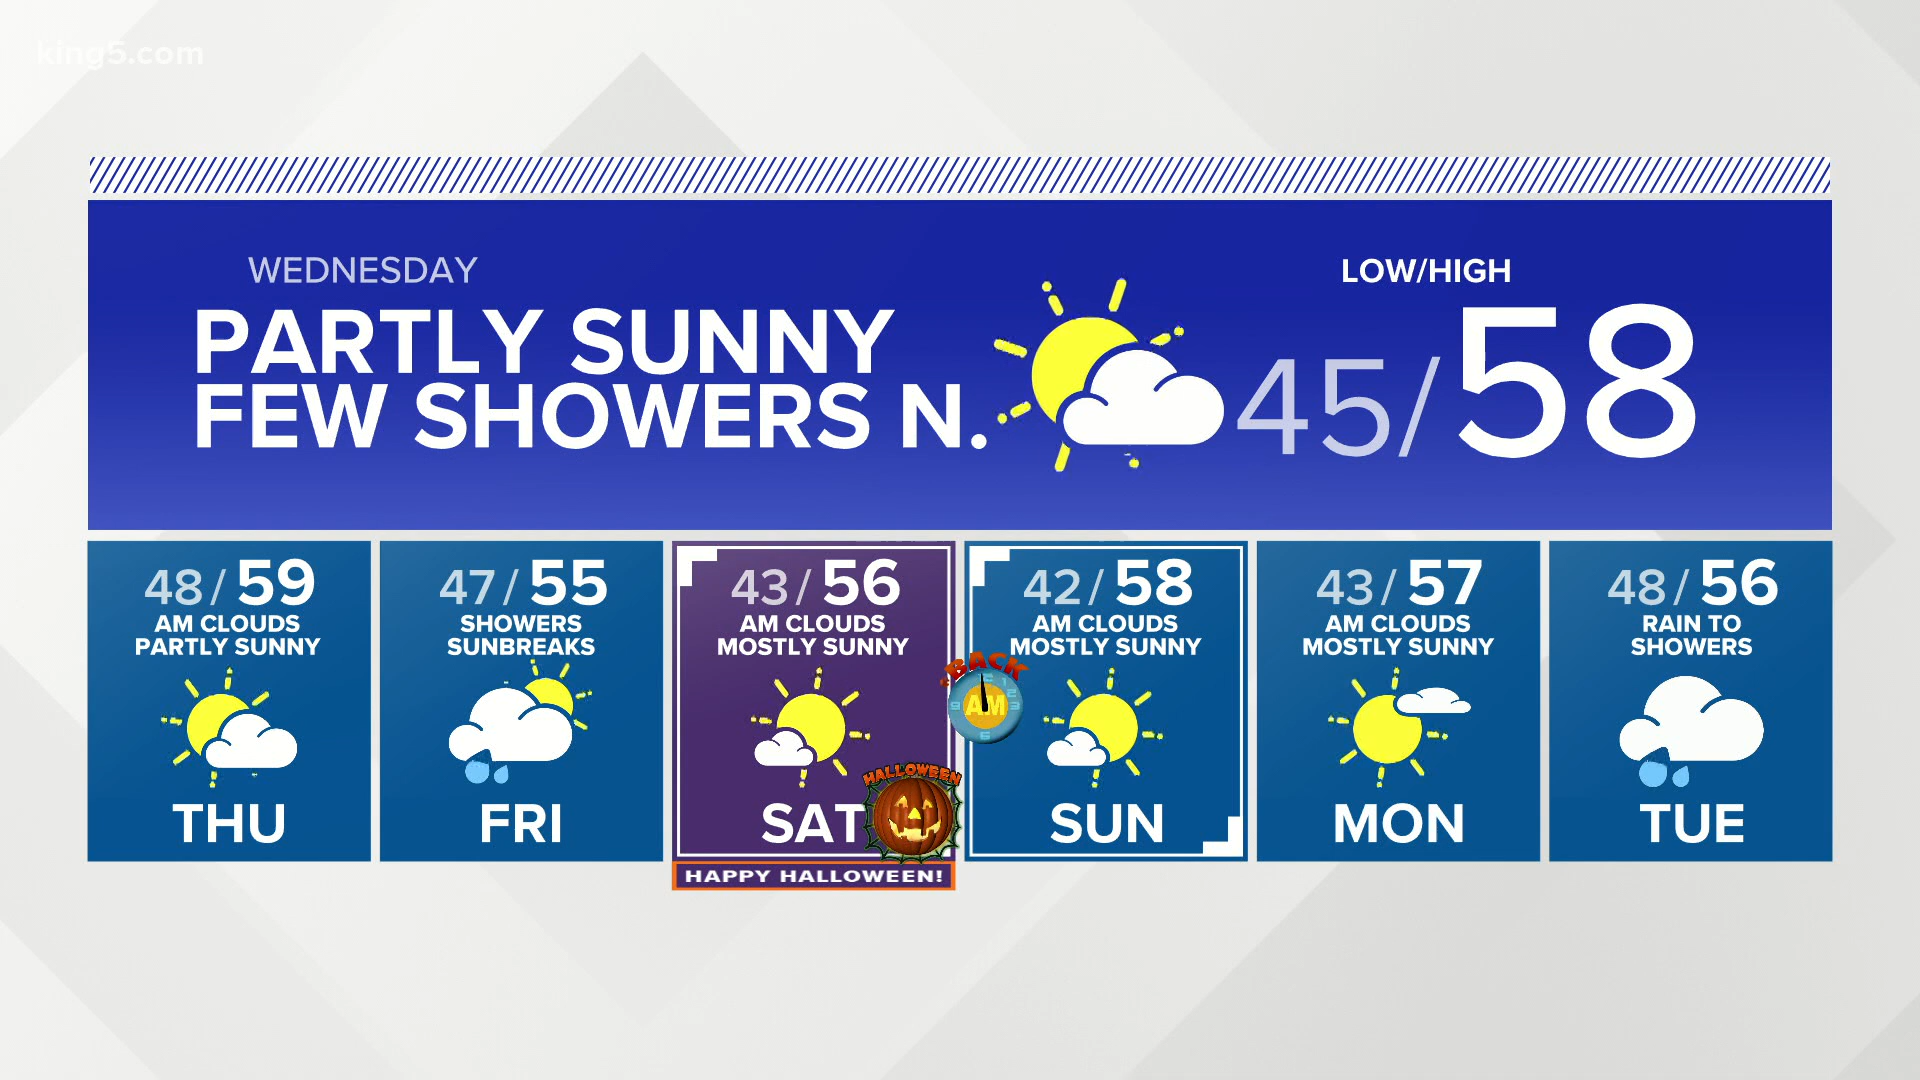 king5.com
WEDNESDAY
PARTLY SUNNY
FEW SHOWERS N.
LOW/HIGH
45/58
48/59
AM CLOUDS
PARTLY SUNNY
THU
47/55
SHOWERS
SUNBREAKS
FRI
43/56
AM CLOUDS
MOSTLY SUNNY
SAT
HALLOWEEN
HAPPY HALLOWEEN!
BACK
AM
42/58
AM CLOUDS
MOSTLY SUNNY
SUN
43/57
AM CLOUDS
MOSTLY SUNNY
MON
48/56
RAIN TO
SHOWERS
TUE